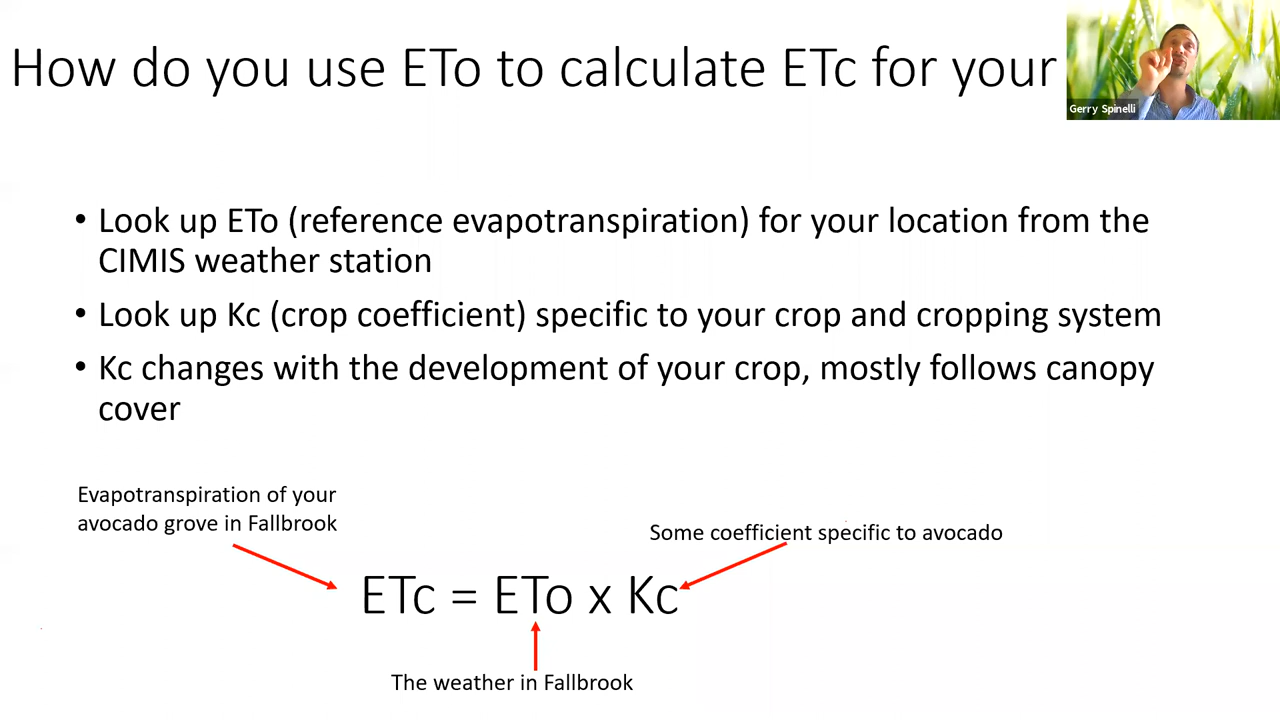 How do you use ETo to calculate ETc for your
Gerry Spinelli
• Look up ETo (reference evapotranspiration) for your location from the
CIMIS weather station
• Look up Kc (crop coefficient) specific to your crop and cropping system
• Kc changes with the development of your crop, mostly follows canopy
cover
Evapotranspiration of your
avocado grove in Fallbrook
Some coefficient specific to avocado
ETc = ETo x Kc
The weather in Fallbrook